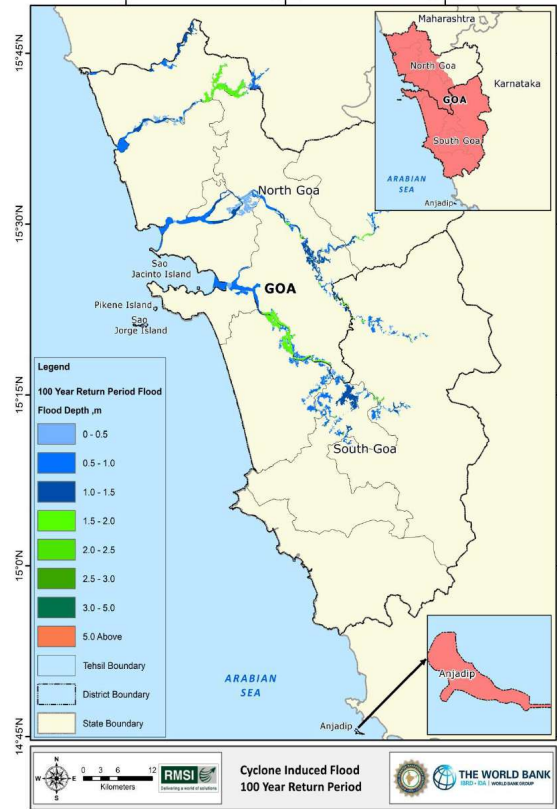 Maharashtra
North Goa
Karnataka
GOA
South Goa
ARABIAN
SEA
Anjadip
15°45'N
North Goa
15°30'N
Sao
Jacinto Island
GOA
Pikene Island
Sao
Jorge Island
Legend
100 Year Return Period Flood
Flood Depth ,m
0 - 0.5
0.5 - 1.0
1.0 - 1.5
1.5 - 2.0
2.0 - 2.5
2.5 - 3.0
3.0 - 5.0
5.0 Above
Tehsil Boundary
District Boundary
State Boundary
15°15'N
South Goa
15°0'N
ARABIAN
SEA
Anjadip
Anjadip
14°45'N
N
W E
S
0 3 6 12
Kilometers
RMSI
Delivering a world of solutions
Cyclone Induced Flood
100 Year Return Period
THE WORLD BANK
IBRD • IDA | WORLD BANK GROUP